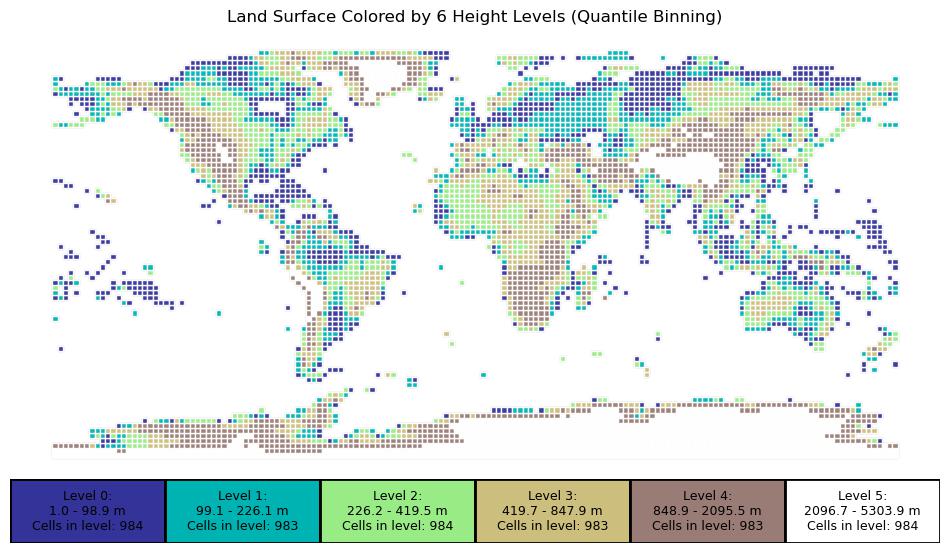 Land Surface Colored by 6 Height Levels (Quantile Binning)
Level 0:
1.0 - 98.9 m
Cells in level: 984
Level 1:
99.1 - 226.1 m
Cells in level: 983
Level 2:
226.2 - 419.5 m
Cells in level: 984
Level 3:
419.7 - 847.9 m
Cells in level: 983
Level 4:
848.9 - 2095.5 m
Cells in level: 983
Level 5:
2096.7 - 5303.9 m
Cells in level: 984